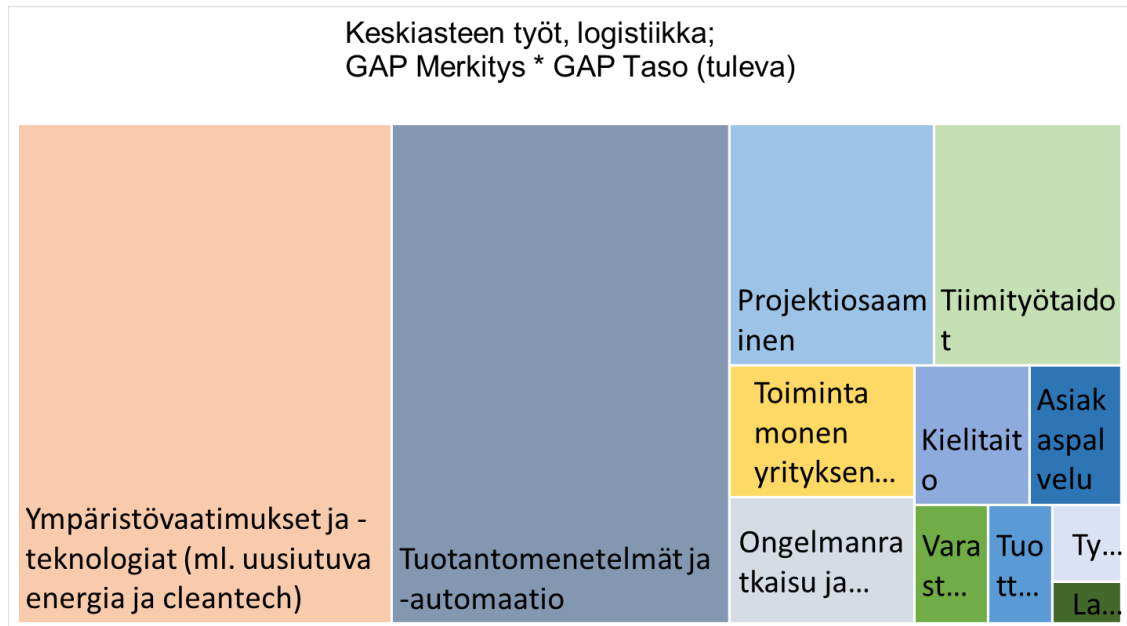 Keskiasteen työt, logistiikka;
GAP Merkitys * GAP Taso (tuleva)
Ympäristövaatimukset ja -
teknologiat (ml. uusiutuva
energia ja cleantech)
Tuotantomenetelmät ja
-automaatio
Projektiosaam
inen
Tiimityötaido
t
Toiminta
monen
yrityksen...
Kielitait
o
Asiak
aspal
velu
Ongelmanra
tkaisu ja...
Vara
st...
Tuo
tt...
Ty...
La...